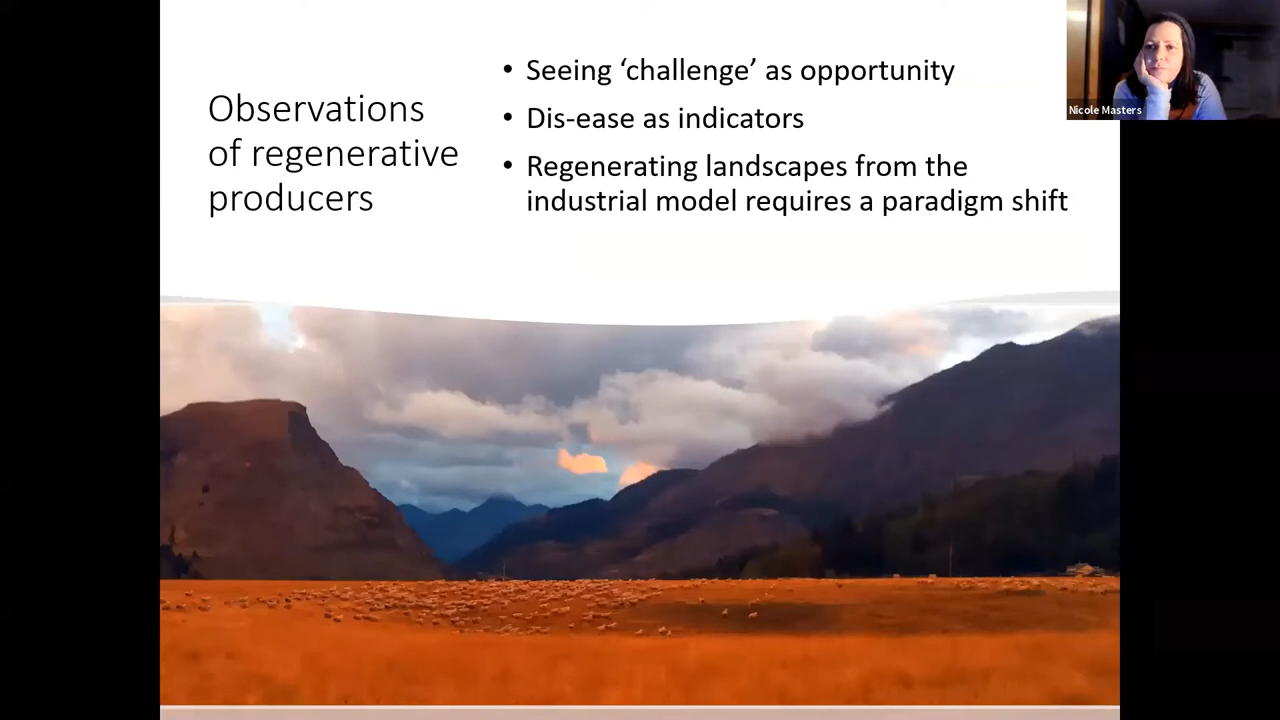 Observations
of regenerative
producers
• Seeing ‘challenge’ as opportunity
• Dis-ease as indicators
• Regenerating landscapes from the
industrial model requires a paradigm shift
Nicole Masters